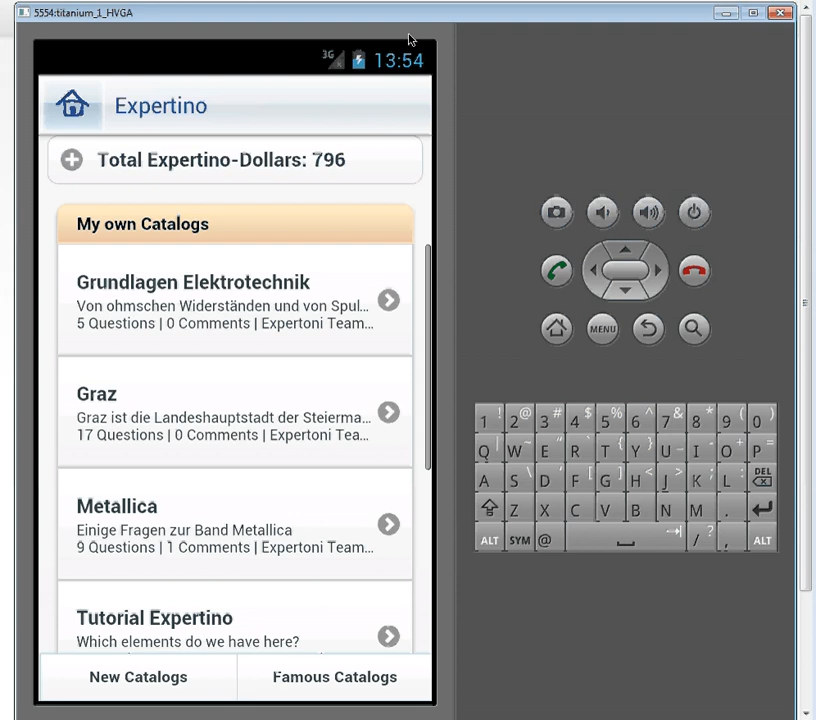 5554:titanium_1_HVGA
3G 13:54
Expertino
Total Expertino-Dollars: 796
My own Catalogs
Grundlagen Elektrotechnik
Von ohmschen Widerständen und von Spul...
5 Questions | 0 Comments | Expertoni Team...
Graz
Graz ist die Landeshauptstadt der Steierma...
17 Questions | 0 Comments | Expertoni Tea...
Metallica
Einige Fragen zur Band Metallica
9 Questions | 1 Comments | Expertoni Team...
Tutorial Expertino
Which elements do we have here?
New Catalogs Famous Catalogs
MENU
1 ! 2 @ 3 # 4 $ 5 % 6 ^ 7 & 8 * 9 ( 0 )
Q | W ~ E " R ` T { Y } U _ I - O + P =
A S \ D ' F [ G ] H < J > K ; L : DEL
Z X C V B N M .
ALT SYM @ / ? , ALT